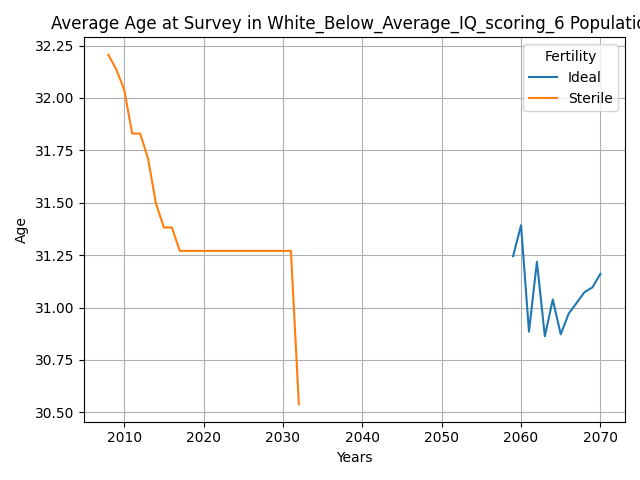 Average Age at Survey in White_Below_Average_IQ_scoring_6 Populatio
Fertility
Ideal
Sterile
32.25
32.00
31.75
31.50
31.25
31.00
30.75
30.50
Age
2010 2020 2030 2040 2050 2060 2070
Years